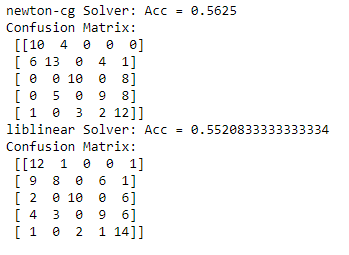 newton-cg Solver: Acc = 0.5625
Confusion Matrix:
[[10 4 0 0 0]
[ 6 13 0 4 1]
[ 0 0 10 0 8]
[ 0 5 0 9 8]
[ 1 0 3 2 12]]
liblinear Solver: Acc = 0.5520833333333334
Confusion Matrix:
[[12 1 0 0 1]
[ 9 8 0 6 1]
[ 2 0 10 0 6]
[ 4 3 0 9 6]
[ 1 0 2 1 14]]